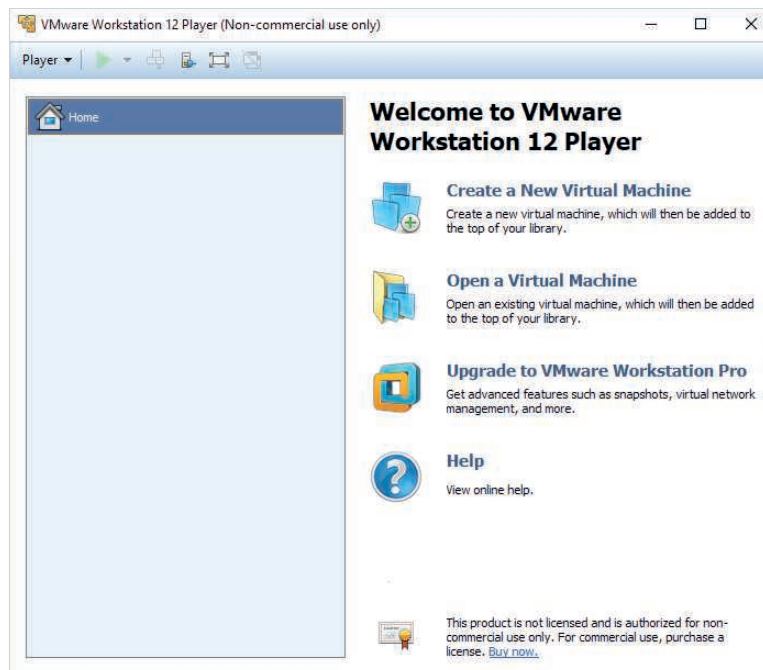 VMware Workstation 12 Player (Non-commercial use only)
Player
Home
Welcome to VMware
Workstation 12 Player
Create a New Virtual Machine
Create a new virtual machine, which will then be added to
the top of your library.
Open a Virtual Machine
Open an existing virtual machine, which will then be added
to the top of your library.
Upgrade to VMware Workstation Pro
Get advanced features such as snapshots, virtual network
management, and more.
Help
View online help.
This product is not licensed and is authorized for non-
commercial use only. For commercial use, purchase a
license. Buy now.